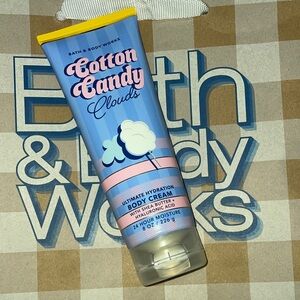 BATH & BODY WORKS
Cotton
Candy
Clouds
ULTIMATE HYDRATION
BODY CREAM
WITH SHEA BUTTER +
HYALURONIC ACID
24 HOUR MOISTURE
8 OZ / 226 g
Bath
& Body
Works